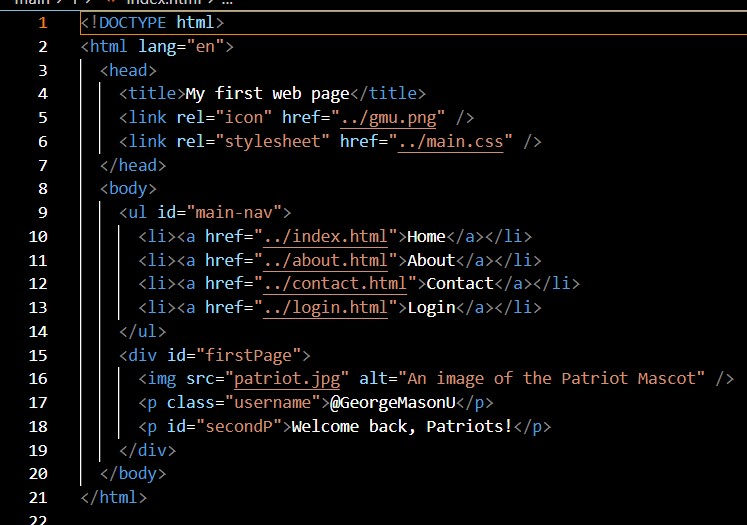 main > 1 > index.html > ...
1 <!DOCTYPE html>
2 <html lang="en">
3 <head>
4 <title>My first web page</title>
5 <link rel="icon" href="../gmu.png" />
6 <link rel="stylesheet" href="../main.css" />
7 </head>
8 <body>
9 <ul id="main-nav">
10 <li><a href="../index.html">Home</a></li>
11 <li><a href="../about.html">About</a></li>
12 <li><a href="../contact.html">Contact</a></li>
13 <li><a href="../login.html">Login</a></li>
14 </ul>
15 <div id="firstPage">
16 <img src="patriot.jpg" alt="An image of the Patriot Mascot" />
17 <p class="username">@GeorgeMasonU</p>
18 <p id="secondP">Welcome back, Patriots!</p>
19 </div>
20 </body>
21 </html>
22